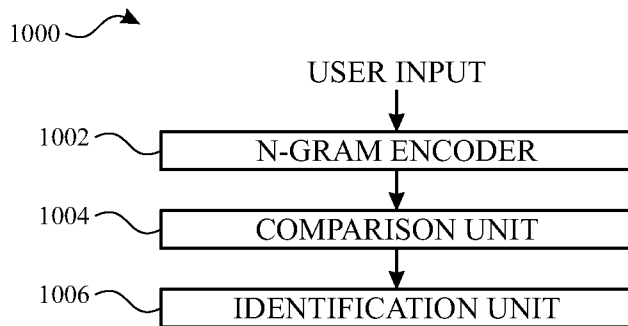 1000
USER INPUT
1002
N-GRAM ENCODER
1004
COMPARISON UNIT
1006
IDENTIFICATION UNIT